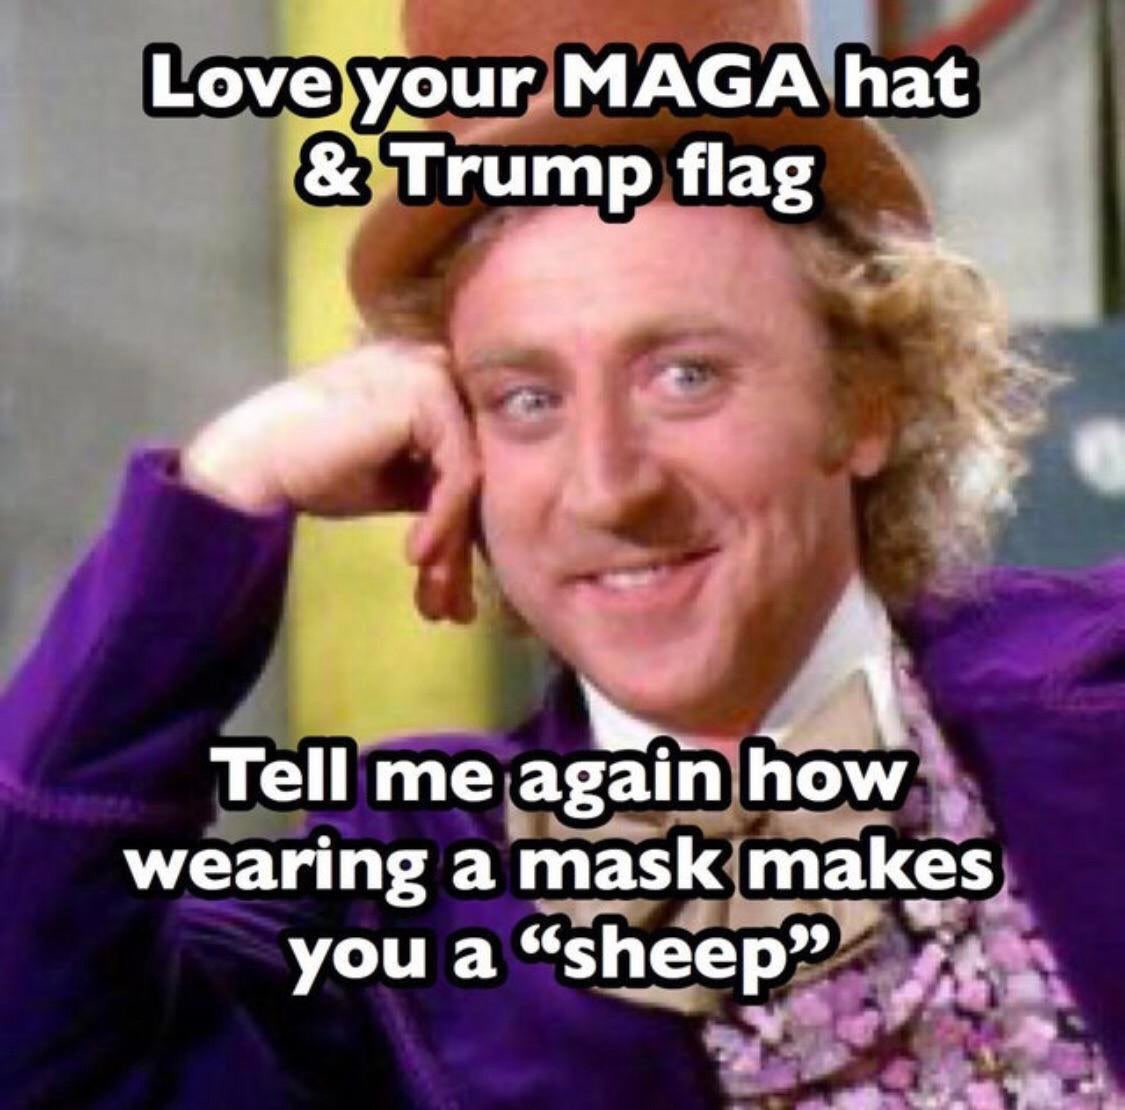 Love your MAGA hat
& Trump flag
Tell me again how
wearing a mask makes
you a “sheep”